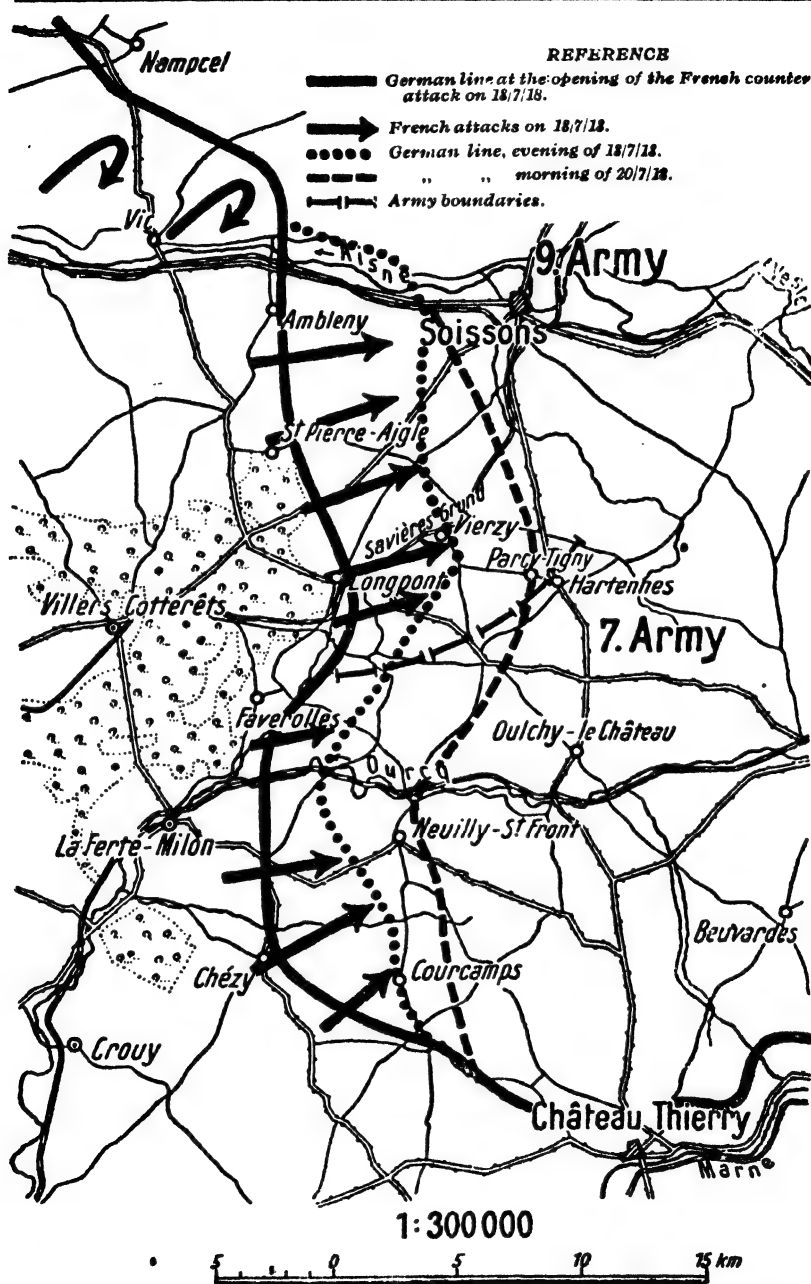 Nampcel
REFERENCE
German line at the opening of the French counter
attack on 18/7/18.
French attacks on 18/7/18.
German line, evening of 18/7/18.
„ „ morning of 20/7/18.
Army boundaries.
Vic
← Aisne
9. Army
Vesle
Ambleny
Soissons
St Pierre-Aigle
Savières Grund
Vierzy
Parcy-Tigny
Longpont
Hartennes
Villers Cotterêts
7. Army
Faverolles
Oulchy-le Château
Ourcq
La Ferte-Milon
Neuilly-St Front
Beuvardes
Chézy
Courcamps
Crouy
Château Thierry
Marne
1:300000
5 0 5 10 15 km